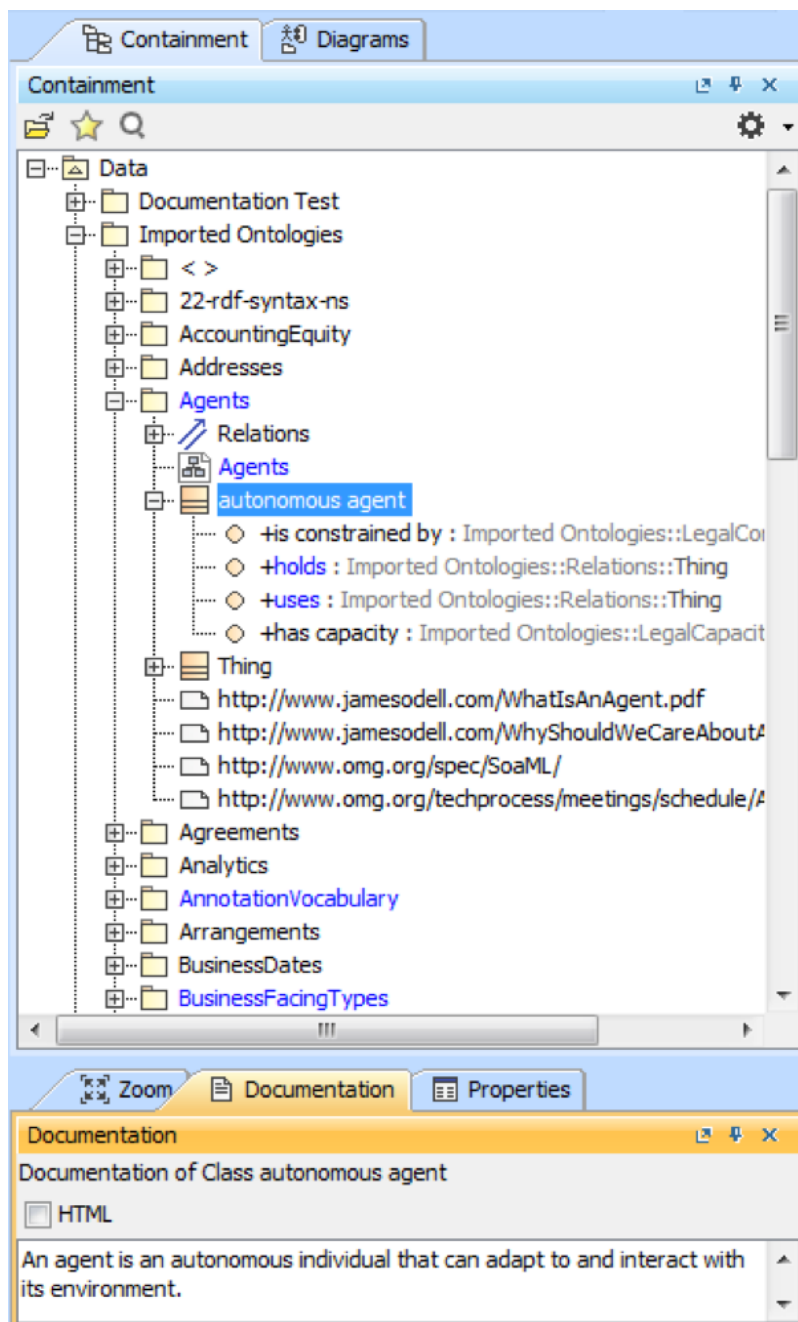 Containment
Diagrams
Containment
Data
Documentation Test
Imported Ontologies
< >
22-rdf-syntax-ns
AccountingEquity
Addresses
Agents
Relations
Agents
autonomous agent
+is constrained by : Imported Ontologies::LegalCo
+holds : Imported Ontologies::Relations::Thing
+uses : Imported Ontologies::Relations::Thing
+has capacity : Imported Ontologies::LegalCapacit
Thing
http://www.jamesodell.com/WhatIsAnAgent.pdf
http://www.jamesodell.com/WhyShouldWeCareAboutA
http://www.omg.org/spec/SoaML/
http://www.omg.org/techprocess/meetings/schedule/A
Agreements
Analytics
AnnotationVocabulary
Arrangements
BusinessDates
BusinessFacingTypes
Zoom
Documentation
Properties
Documentation
Documentation of Class autonomous agent
HTML
An agent is an autonomous individual that can adapt to and interact with
its environment.